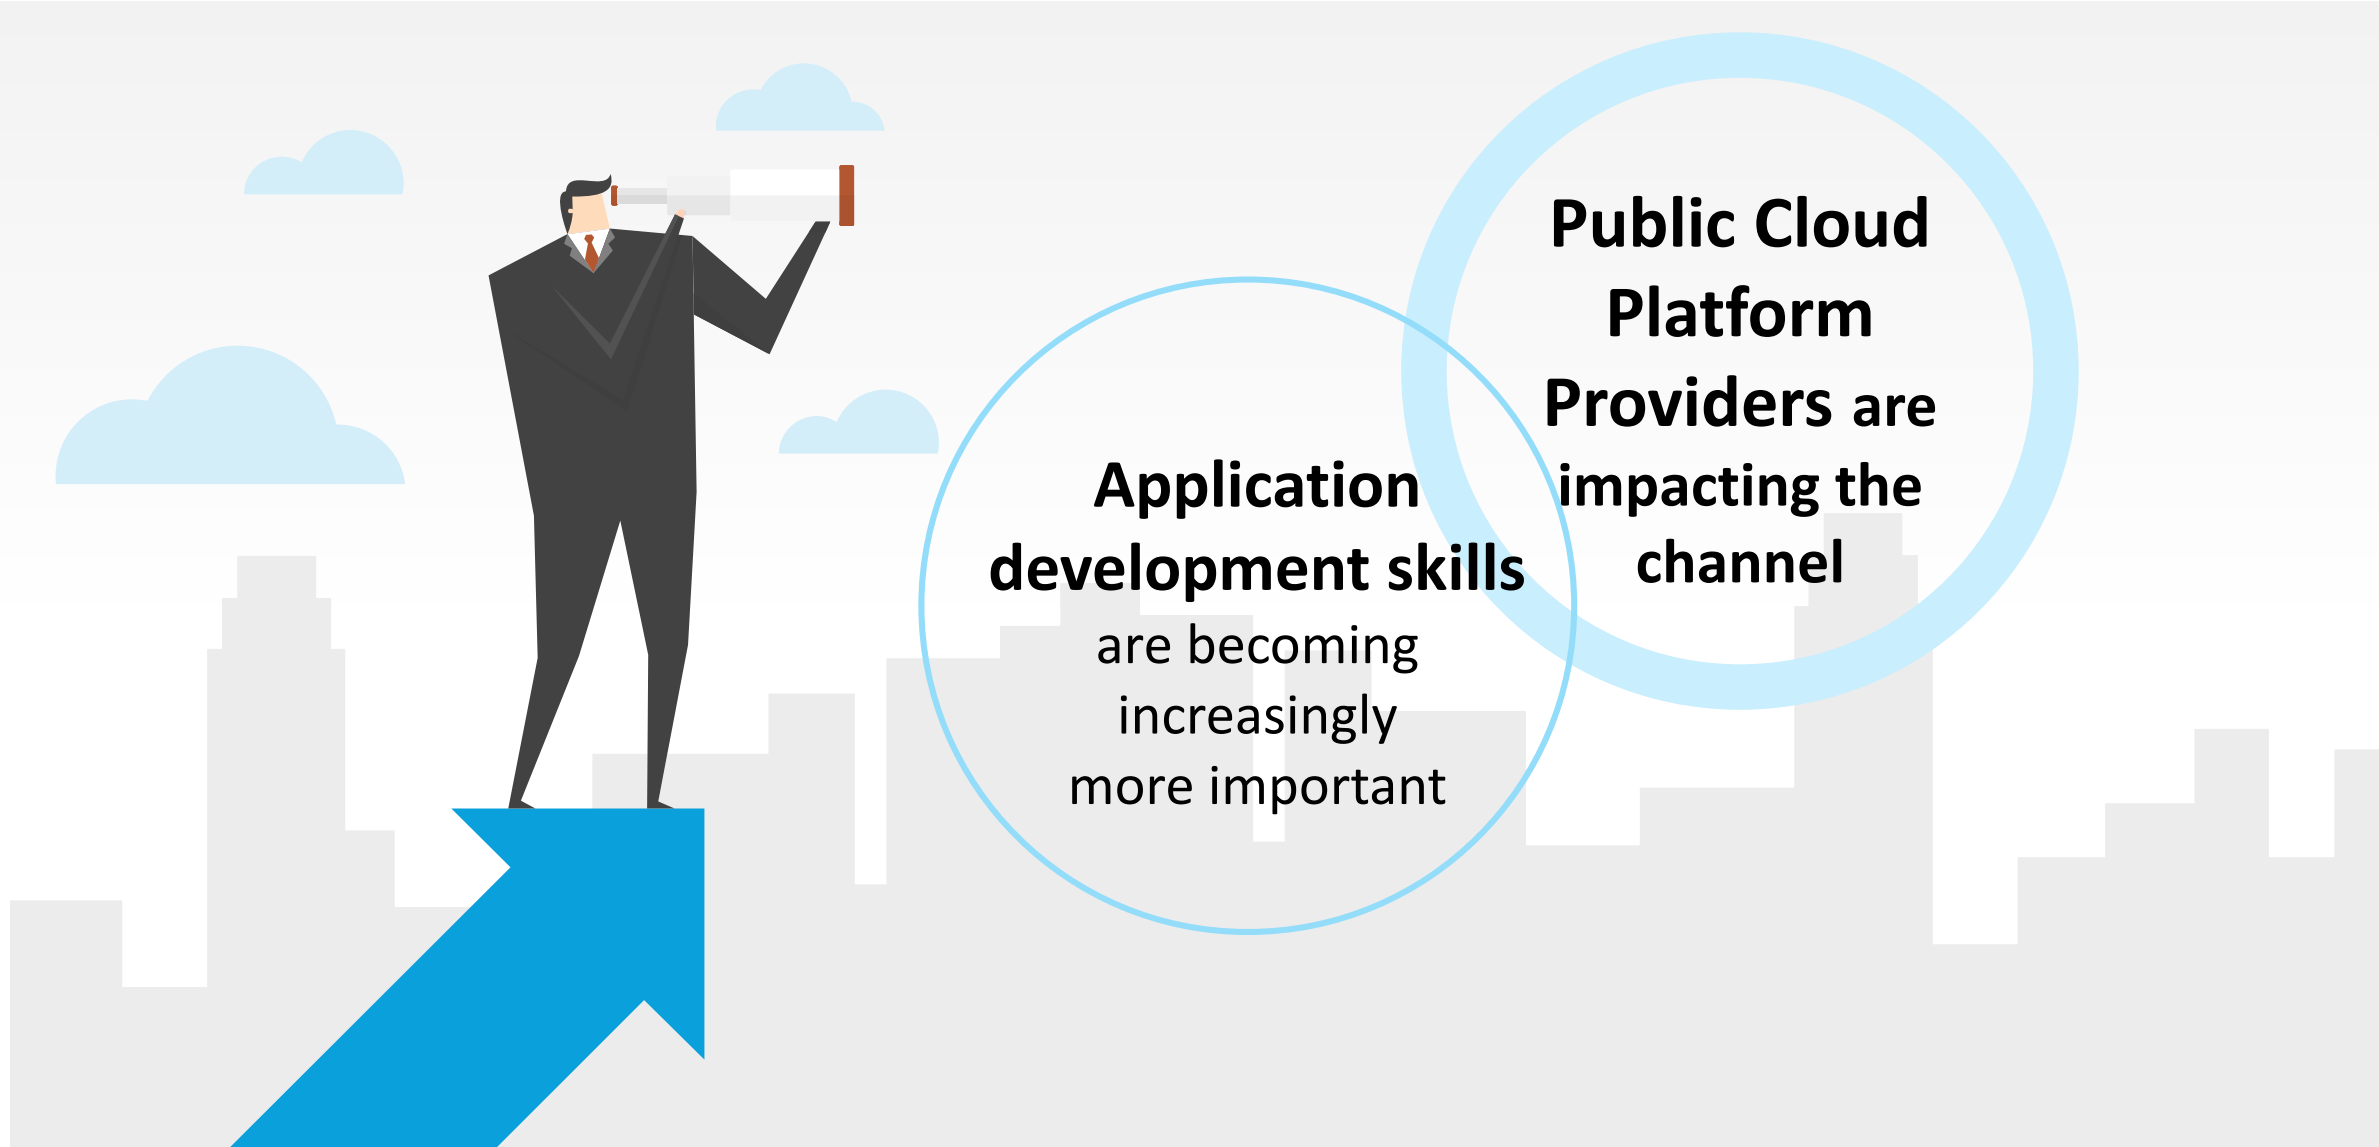 Public Cloud
Platform
Providers are
impacting the
channel
Application
development skills
are becoming
increasingly
more important